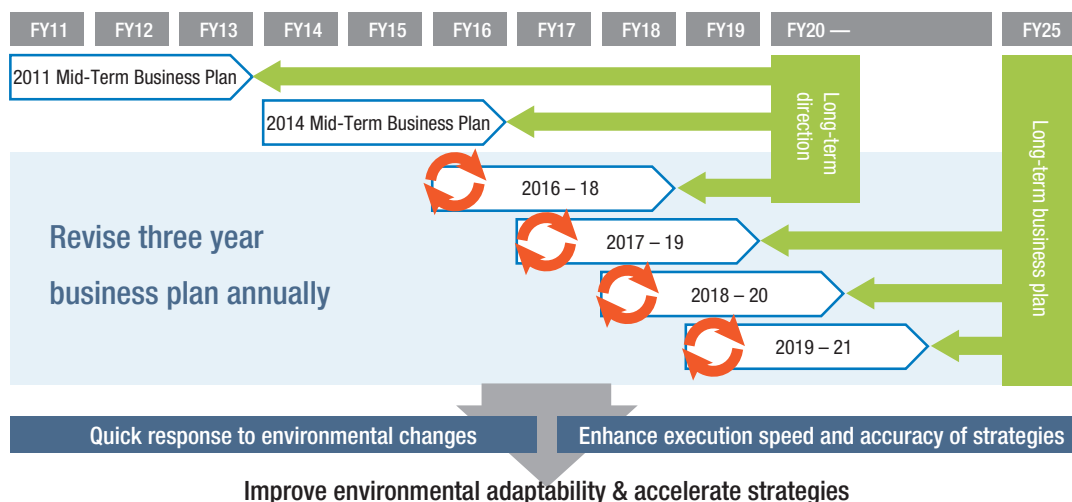 FY11 FY12 FY13 FY14 FY15 FY16 FY17 FY18 FY19 FY20 — FY25
2011 Mid-Term Business Plan
2014 Mid-Term Business Plan
Long-term
direction
Long-term business plan
2016 – 18
2017 – 19
2018 – 20
2019 – 21
Revise three year
business plan annually
Quick response to environmental changes
Enhance execution speed and accuracy of strategies
Improve environmental adaptability & accelerate strategies